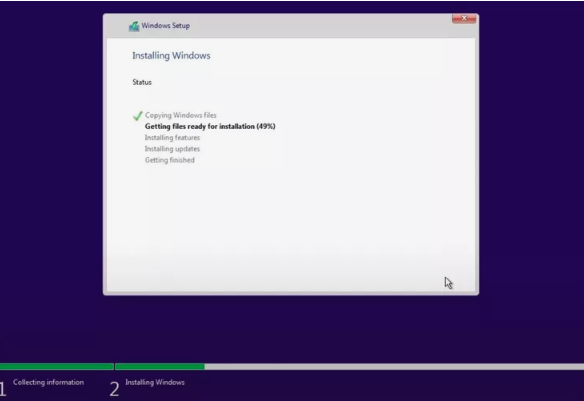 Windows Setup
Installing Windows
Status
Copying Windows files
Getting files ready for installation (49%)
Installing features
Installing updates
Getting finished
1 Collecting information
2 Installing Windows